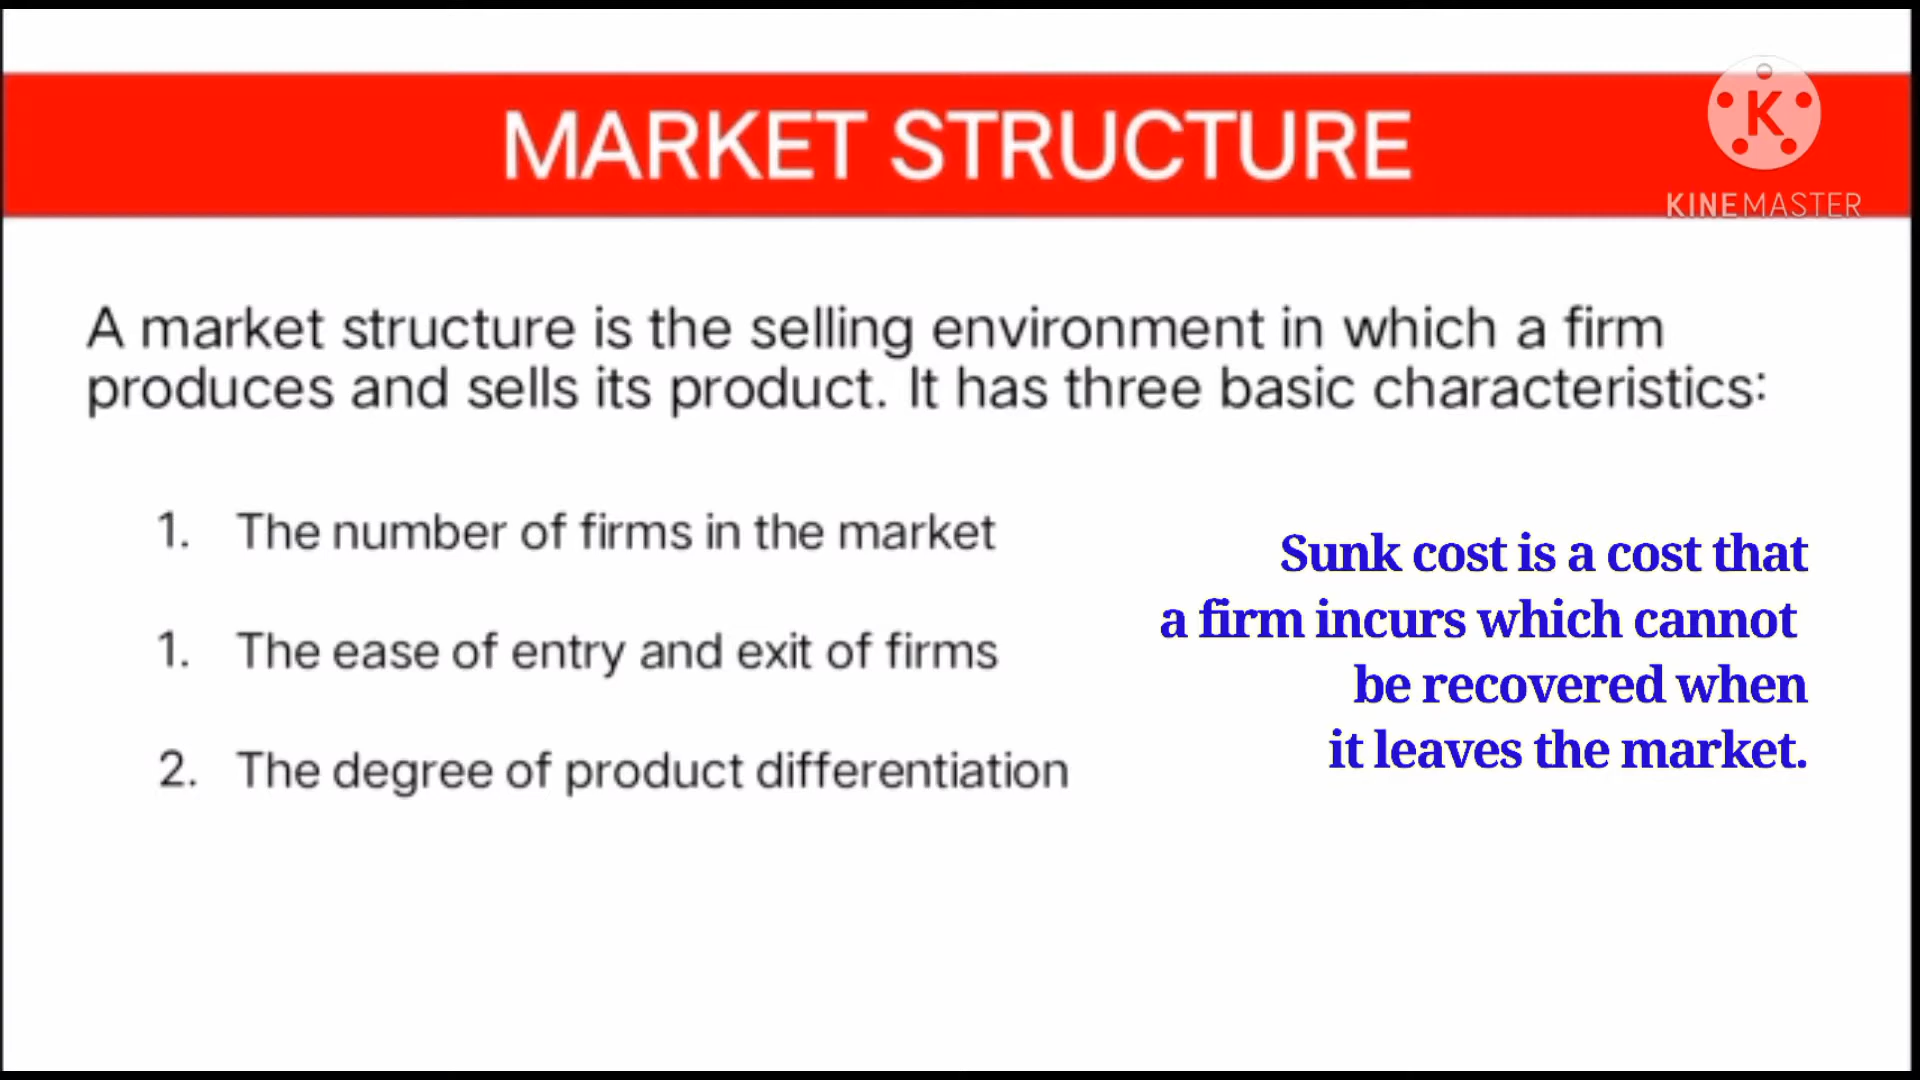 MARKET STRUCTURE
K
KINEMASTER
A market structure is the selling environment in which a firm
produces and sells its product. It has three basic characteristics:
1. The number of firms in the market
1. The ease of entry and exit of firms
2. The degree of product differentiation
Sunk cost is a cost that
a firm incurs which cannot
be recovered when
it leaves the market.